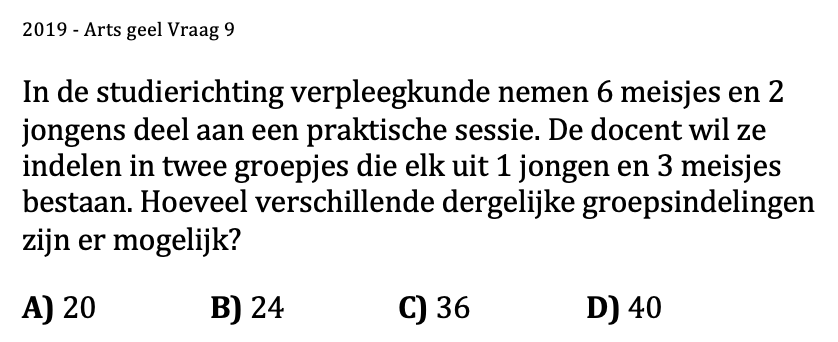 2019 - Arts geel Vraag 9
In de studierichting verpleegkunde nemen 6 meisjes en 2
jongens deel aan een praktische sessie. De docent wil ze
indelen in twee groepjes die elk uit 1 jongen en 3 meisjes
bestaan. Hoeveel verschillende dergelijke groepsindelingen
zijn er mogelijk?
A) 20 B) 24 C) 36 D) 40